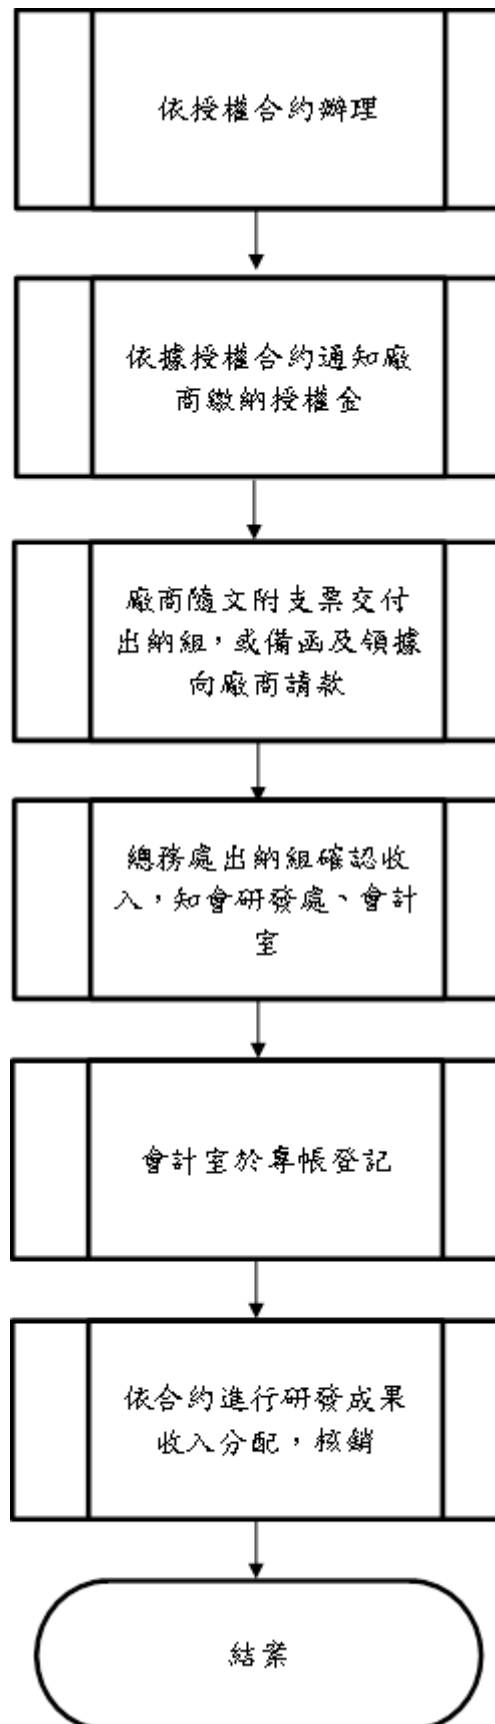 依授權合約辦理
依據授權合約通知廠
商繳納授權金
廠商隨文附支票交付
出納組，或備函及領據
向廠商請款
總務處出納組確認收
入，知會研發處、會計
室
會計室於專帳登記
依合約進行研發成果
收入分配，核銷
結案